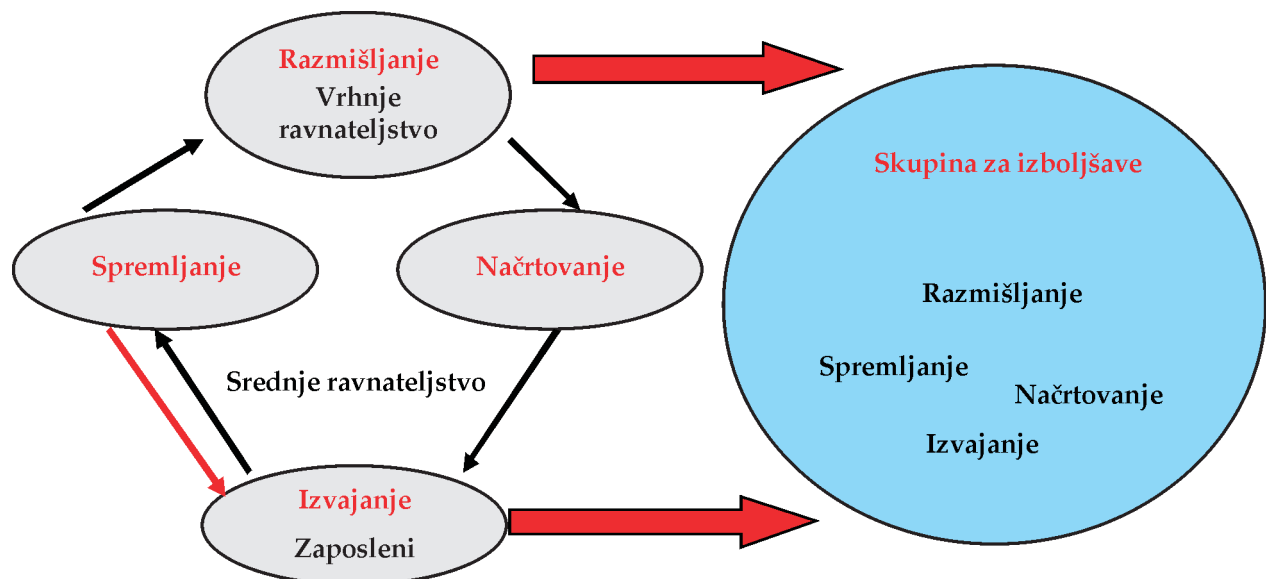 Razmišljanje
Vrhnje
ravnateljstvo
Spremljanje
Načrtovanje
Srednje ravnateljstvo
Izvajanje
Zaposleni
Skupina za izboljšave
Razmišljanje
Spremljanje
Načrtovanje
Izvajanje